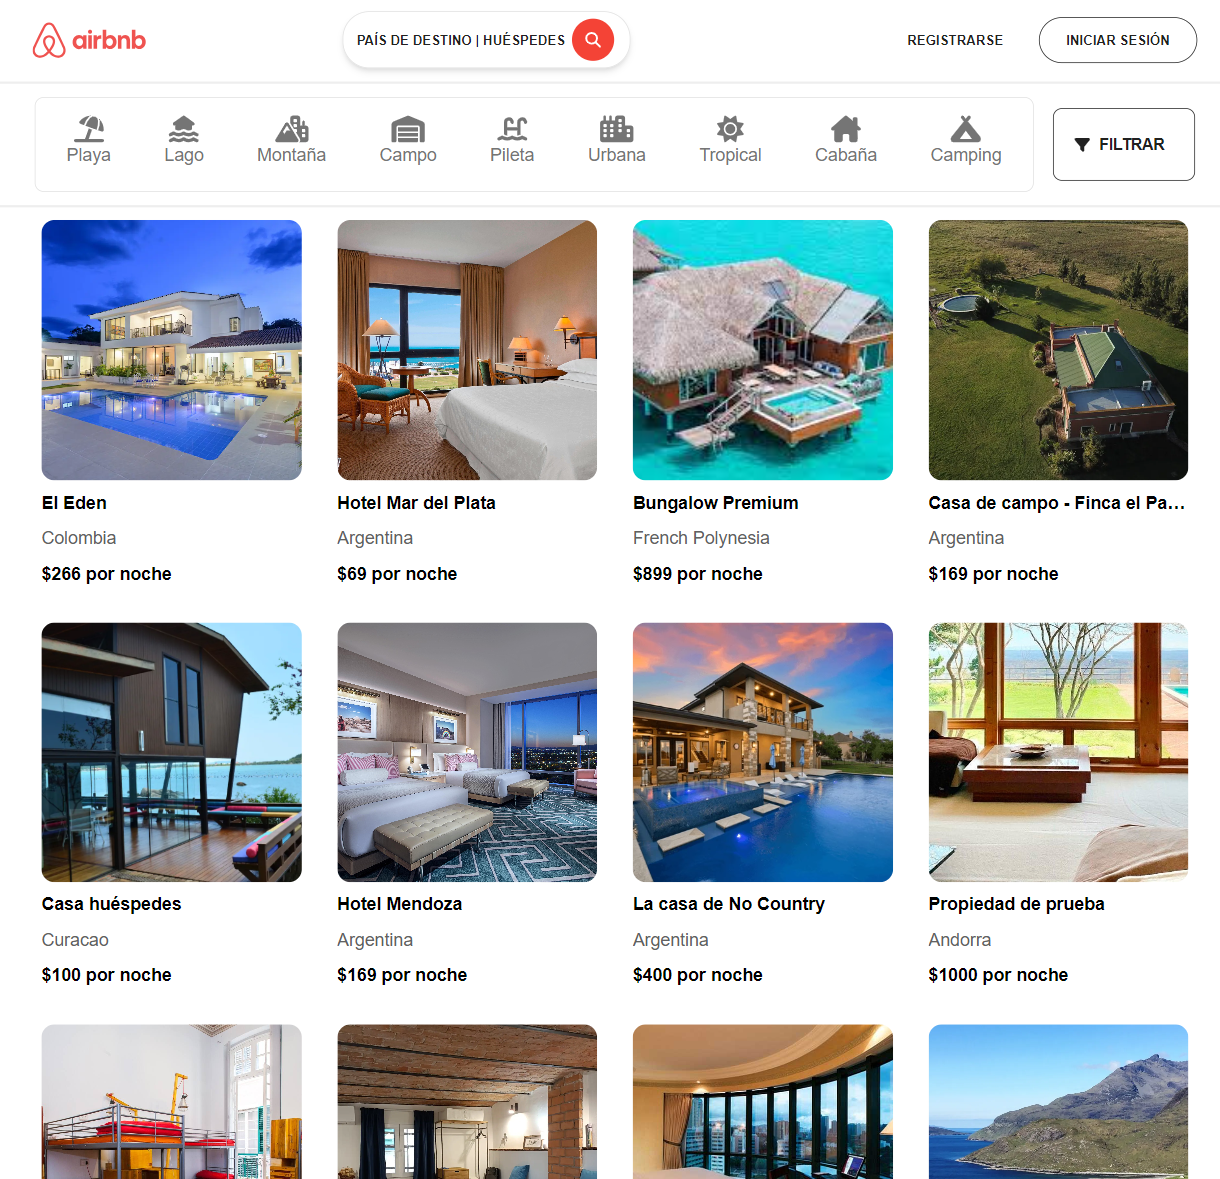 airbnb
PAÍS DE DESTINO | HUÉSPEDES
REGISTRARSE
INICIAR SESIÓN
Playa
Lago
Montaña
Campo
Pileta
Urbana
Tropical
Cabaña
Camping
FILTRAR
El Eden
Colombia
$266 por noche
Hotel Mar del Plata
Argentina
$69 por noche
Bungalow Premium
French Polynesia
$899 por noche
Casa de campo - Finca el Pa...
Argentina
$169 por noche
Casa huéspedes
Curacao
$100 por noche
Hotel Mendoza
Argentina
$169 por noche
La casa de No Country
Argentina
$400 por noche
Propiedad de prueba
Andorra
$1000 por noche